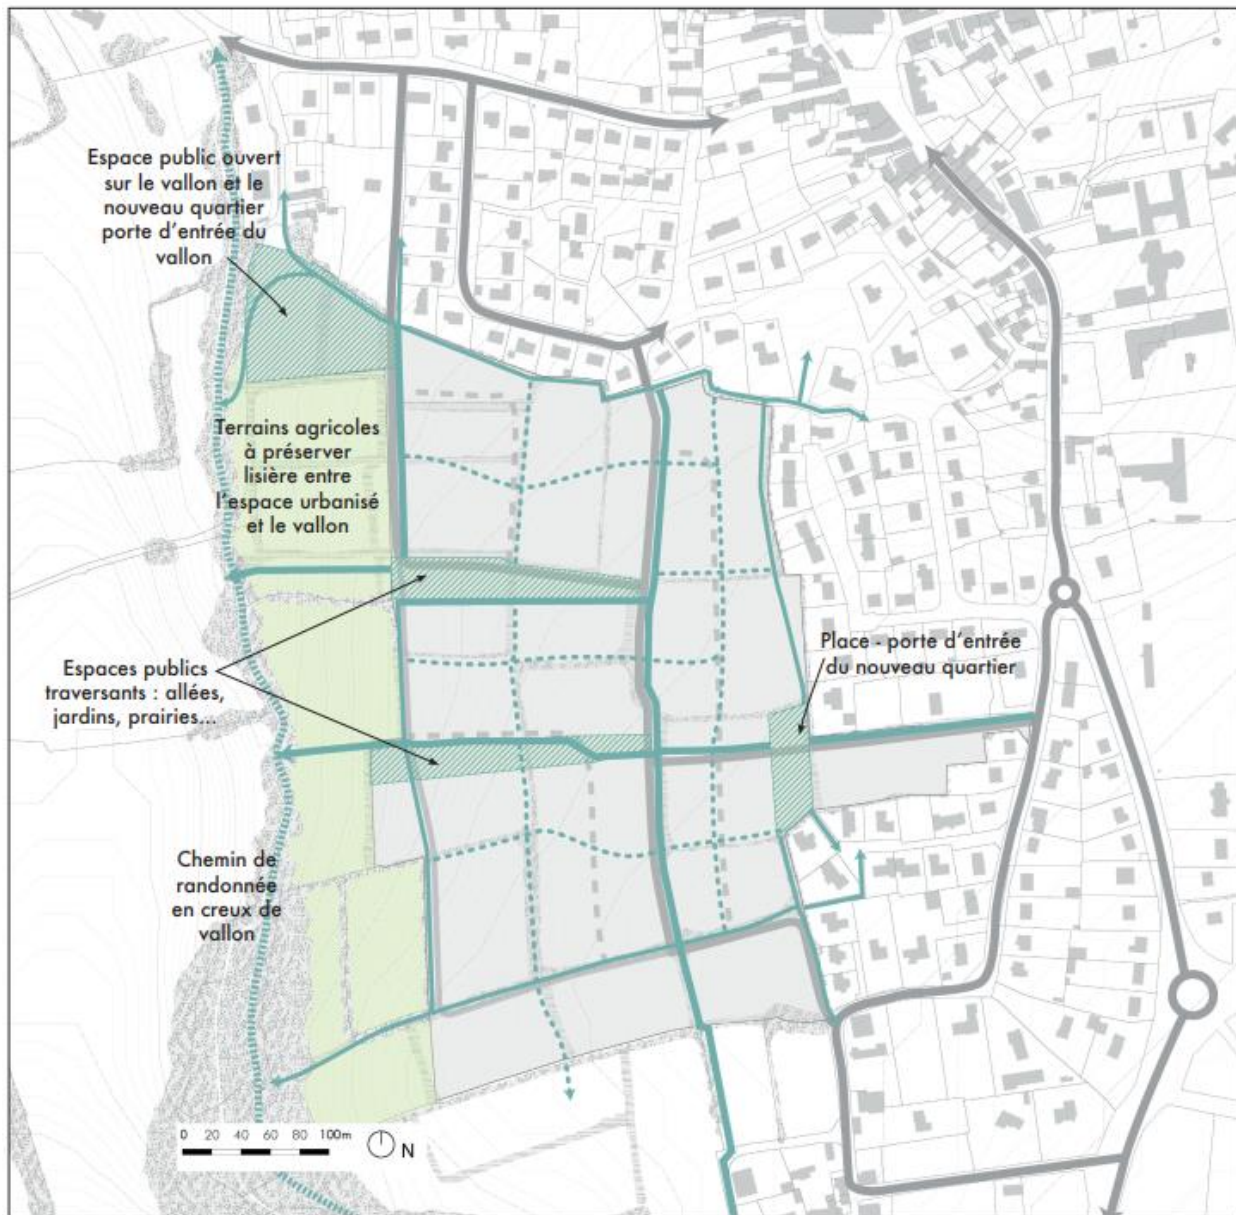 Espace public ouvert
sur le vallon et le
nouveau quartier
porte d'entrée du
vallon
Terrains agricoles
à préserver
lisière entre
l'espace urbanisé
et le vallon
Place - porte d'entrée
du nouveau quartier
Espaces publics
traversants : allées,
jardins, prairies...
Chemin de
randonnée
en creux de
vallon
0 20 40 60 80 100m
N